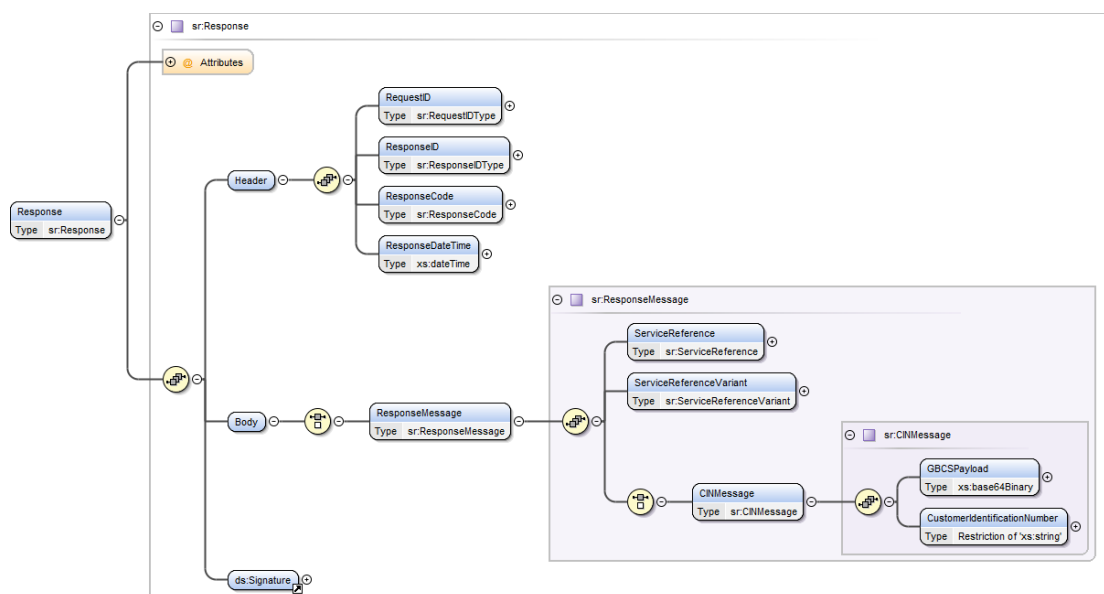 sr:Response
@ Attributes
RequestID
Type sr:RequestIDType
ResponseID
Type sr:ResponseIDType
Header
ResponseCode
Type sr:ResponseCode
Response
Type sr:Response
ResponseDateTime
Type xs:dateTime
sr:ResponseMessage
ServiceReference
Type sr:ServiceReference
ServiceReferenceVariant
Type sr:ServiceReferenceVariant
Body
ResponseMessage
Type sr:ResponseMessage
sr:CINMessage
GBCSPayload
Type xs:base64Binary
CINMessage
Type sr:CINMessage
CustomerIdentificationNumber
Type Restriction of 'xs:string'
ds:Signature